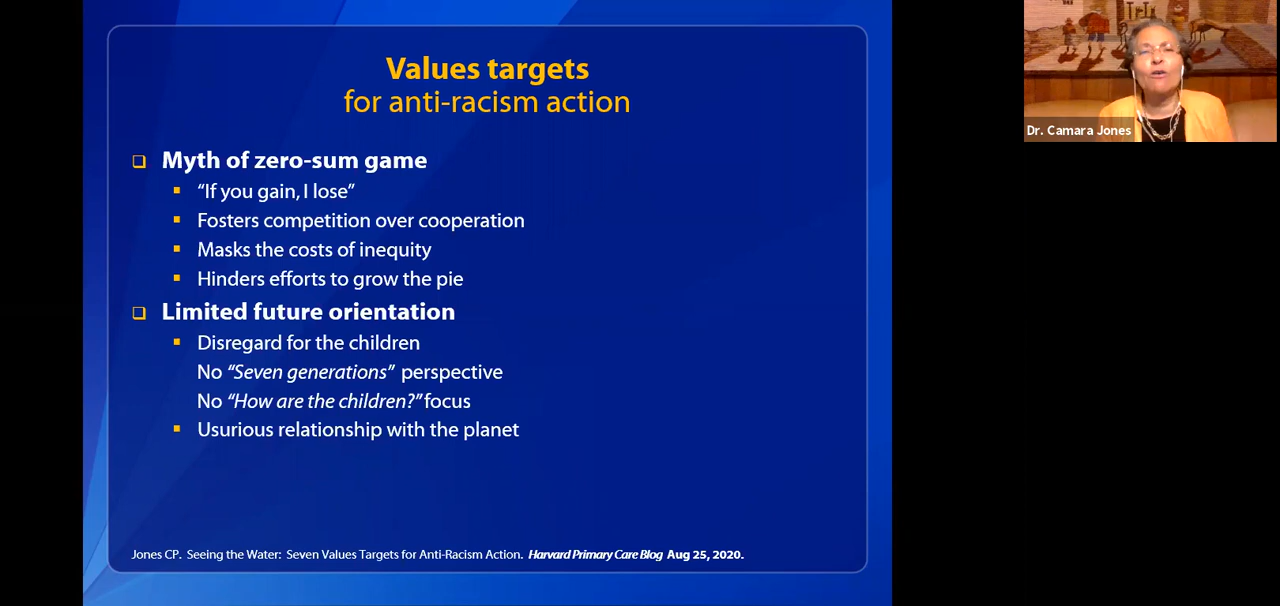 Values targets
for anti-racism action
Myth of zero-sum game
“If you gain, I lose”
Fosters competition over cooperation
Masks the costs of inequity
Hinders efforts to grow the pie
Limited future orientation
Disregard for the children
No “Seven generations” perspective
No “How are the children?” focus
Usurious relationship with the planet
Jones CP. Seeing the Water: Seven Values Targets for Anti-Racism Action. Harvard Primary Care Blog Aug 25, 2020.
Dr. Camara Jones